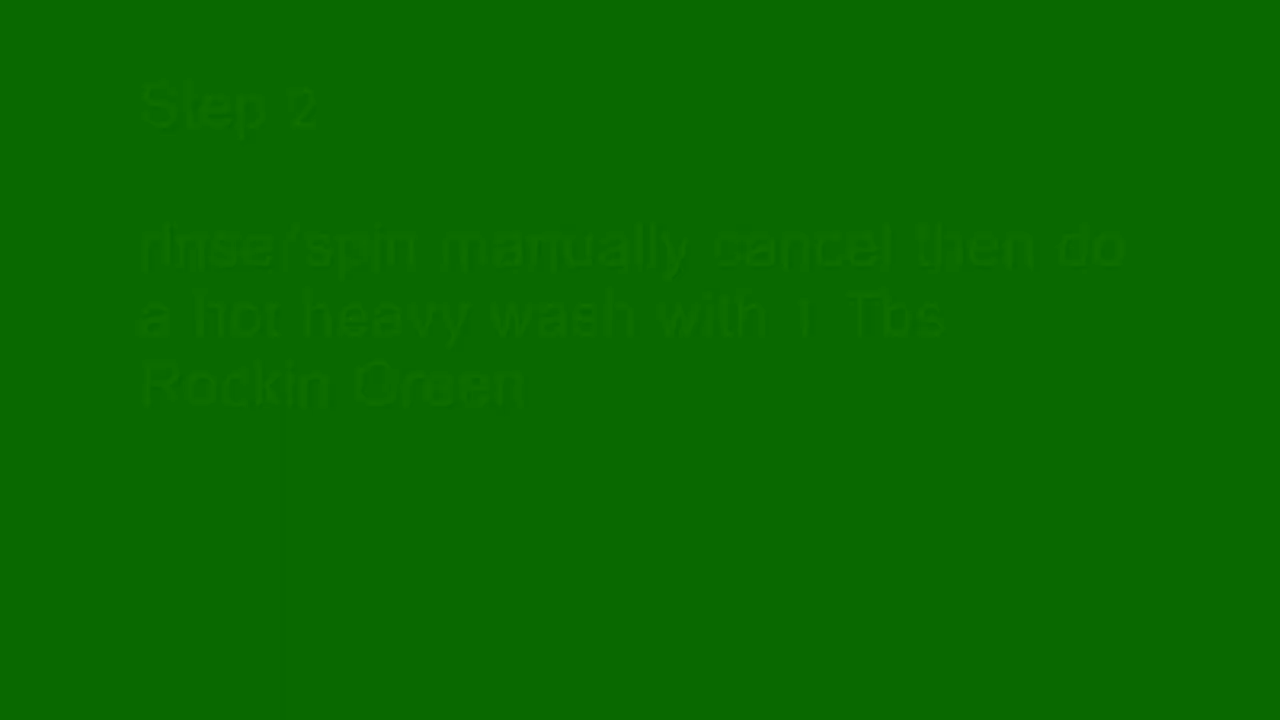 Step 2
rinse/spin manually cancel then do
a hot heavy wash with 1 Tbs
Rockin Green